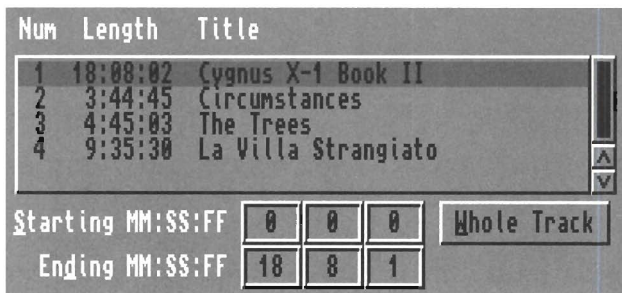 Num Length Title
1 18:08:02 Cygnus X-1 Book II
2 3:44:45 Circumstances
3 4:45:03 The Trees
4 9:35:30 La Villa Strangiato
Starting MM:SS:FF 0 0 0 Whole Track
Ending MM:SS:FF 18 8 1